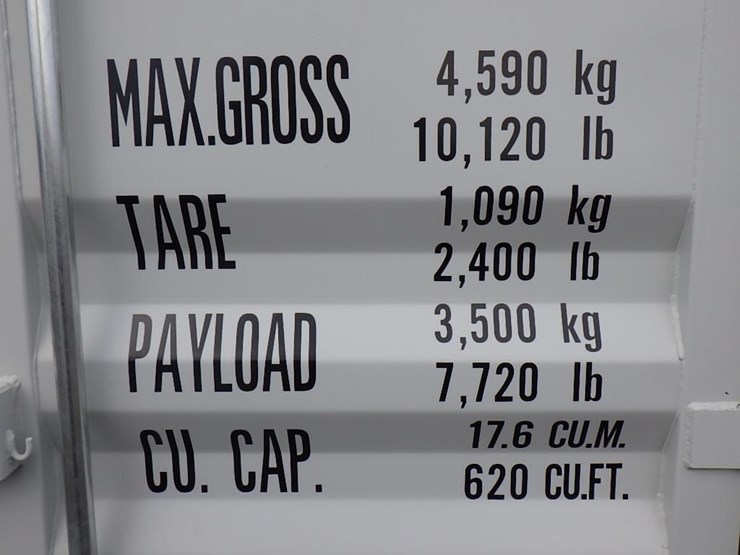 MAX.GROSS 4,590 kg
10,120 lb
TARE 1,090 kg
2,400 lb
PAYLOAD 3,500 kg
7,720 lb
CU. CAP. 17.6 CU.M.
620 CU.FT.